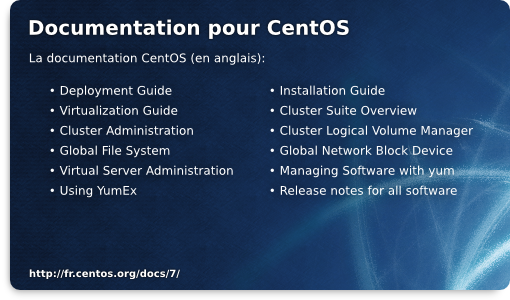 Documentation pour CentOS
La documentation CentOS (en anglais):
• Deployment Guide
• Virtualization Guide
• Cluster Administration
• Global File System
• Virtual Server Administration
• Using YumEx
• Installation Guide
• Cluster Suite Overview
• Cluster Logical Volume Manager
• Global Network Block Device
• Managing Software with yum
• Release notes for all software
http://fr.centos.org/docs/7/